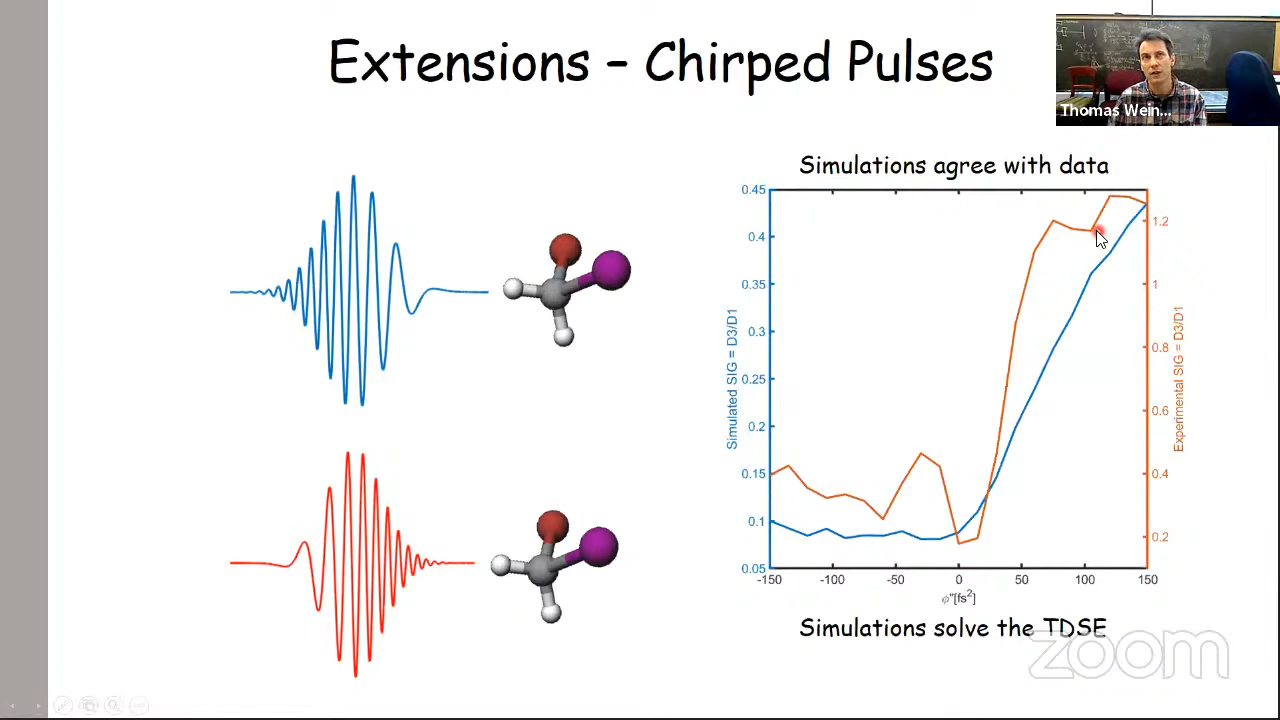 Extensions – Chirped Pulses
Thomas Wein...
Simulations agree with data
0.45
0.4
0.35
0.3
0.25
0.2
0.15
0.1
0.05
Simulated SIG = D3/D1
1.2
1
0.8
0.6
0.4
0.2
Experimental SIG = D3/D1
-150 -100 -50 0 50 100 150
ϕ"[fs²]
Simulations solve the TDSE
zoom